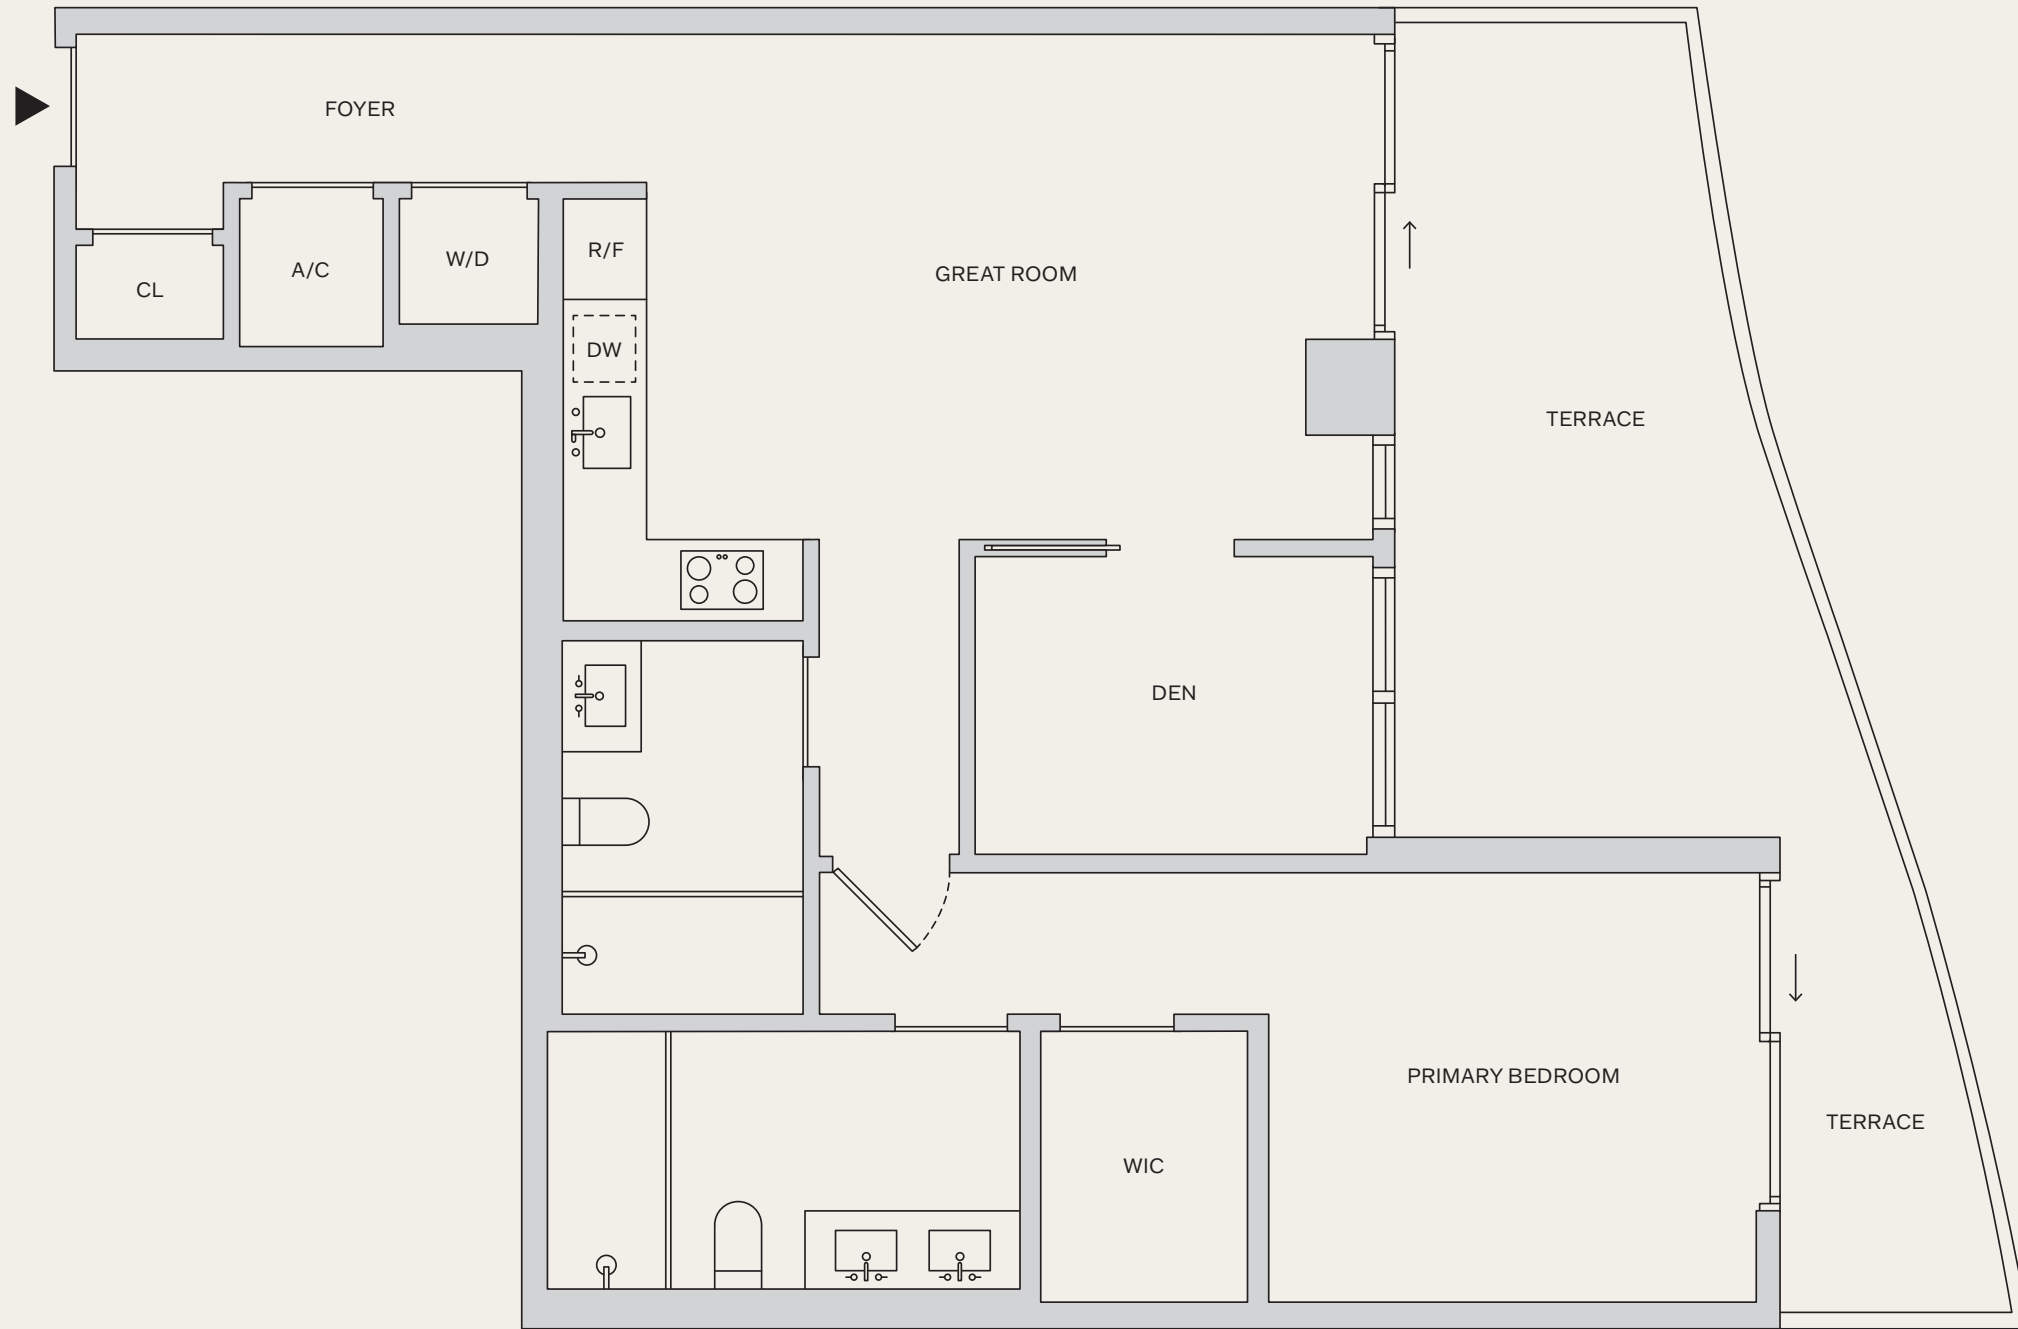 FOYER
R/F
W/D
A/C
GREAT ROOM
CL
DW
TERRACE
DEN
PRIMARY BEDROOM
TERRACE
WIC